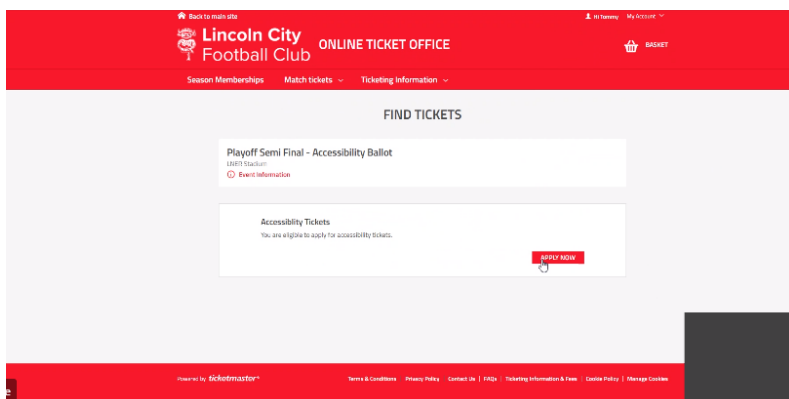 Back to main site
Hi Tommy My Account
Lincoln City
Football Club
ONLINE TICKET OFFICE
BASKET
Season Memberships Match tickets Ticketing Information
FIND TICKETS
Playoff Semi Final - Accessibility Ballot
LNER Stadium
Event Information
Accessiblity Tickets
You are eligible to apply for accessibility tickets.
APPLY NOW
Powered by ticketmaster
Terms & Conditions Privacy Policy Contact Us | FAQs | Ticketing Information & Fees | Cookie Policy | Manage Cookies